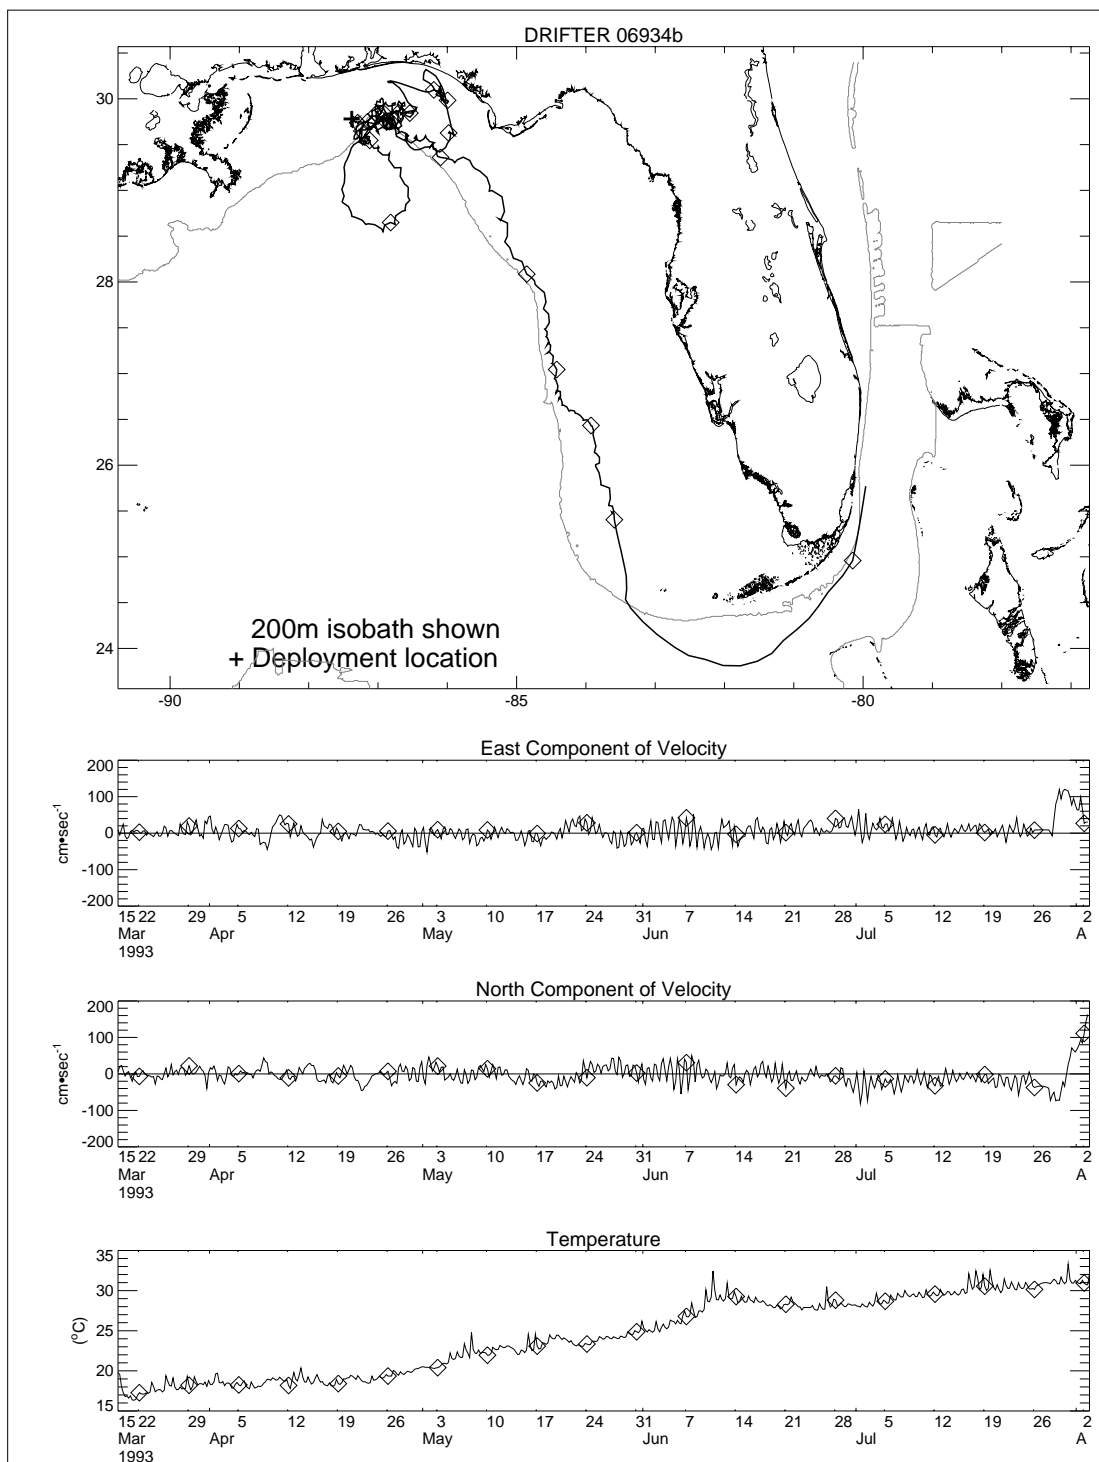 DRIFTER 06934b
30
28
26
24
200m isobath shown
+ Deployment location
-90 -85 -80
East Component of Velocity
200
100
0
-100
-200
cm•sec-1
15 22 29 5 12 19 26 3 10 17 24 31 7 14 21 28 5 12 19 26 2
Mar Apr May Jun Jul A
1993
North Component of Velocity
200
100
0
-100
-200
cm•sec-1
15 22 29 5 12 19 26 3 10 17 24 31 7 14 21 28 5 12 19 26 2
Mar Apr May Jun Jul A
1993
Temperature
35
30
25
20
15
(°C)
15 22 29 5 12 19 26 3 10 17 24 31 7 14 21 28 5 12 19 26 2
Mar Apr May Jun Jul A
1993